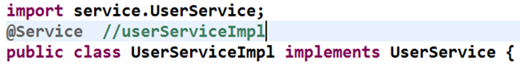 import service.UserService;
@Service  //userServiceImpl
public class UserServiceImpl implements UserService {